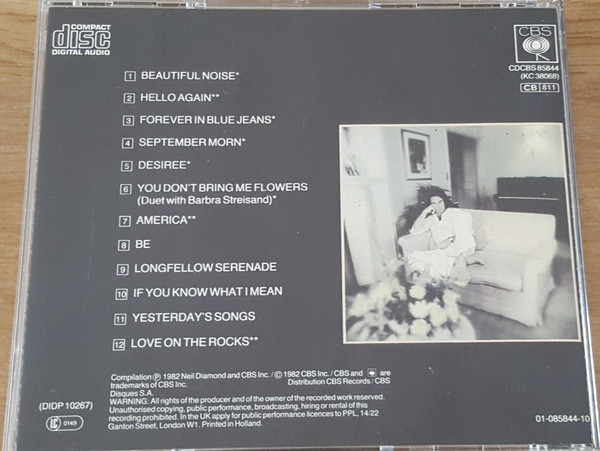 COMPACT
disc
DIGITAL AUDIO
CBS
CDCBS 85844
(KC 38068)
CB 811
1 BEAUTIFUL NOISE*
2 HELLO AGAIN**
3 FOREVER IN BLUE JEANS*
4 SEPTEMBER MORN*
5 DESIREE*
6 YOU DON'T BRING ME FLOWERS
(Duet with Barbra Streisand)*
7 AMERICA**
8 BE
9 LONGFELLOW SERENADE
10 IF YOU KNOW WHAT I MEAN
11 YESTERDAY'S SONGS
12 LOVE ON THE ROCKS**
Compilation Ⓟ 1982 Neil Diamond and CBS Inc./ © 1982 CBS Inc./ CBS and are
trademarks of CBS Inc. Distribution CBS Records / CBS
Disques S.A.
WARNING: All rights of the producer and of the owner of the recorded work reserved.
Unauthorised copying, public performance, broadcasting, hiring or rental of this
recording prohibited. In the UK apply for public performance licences to PPL, 14/22
Ganton Street, London W1. Printed in Holland.
(DIDP 10267)
LC 0149
01-085844-10